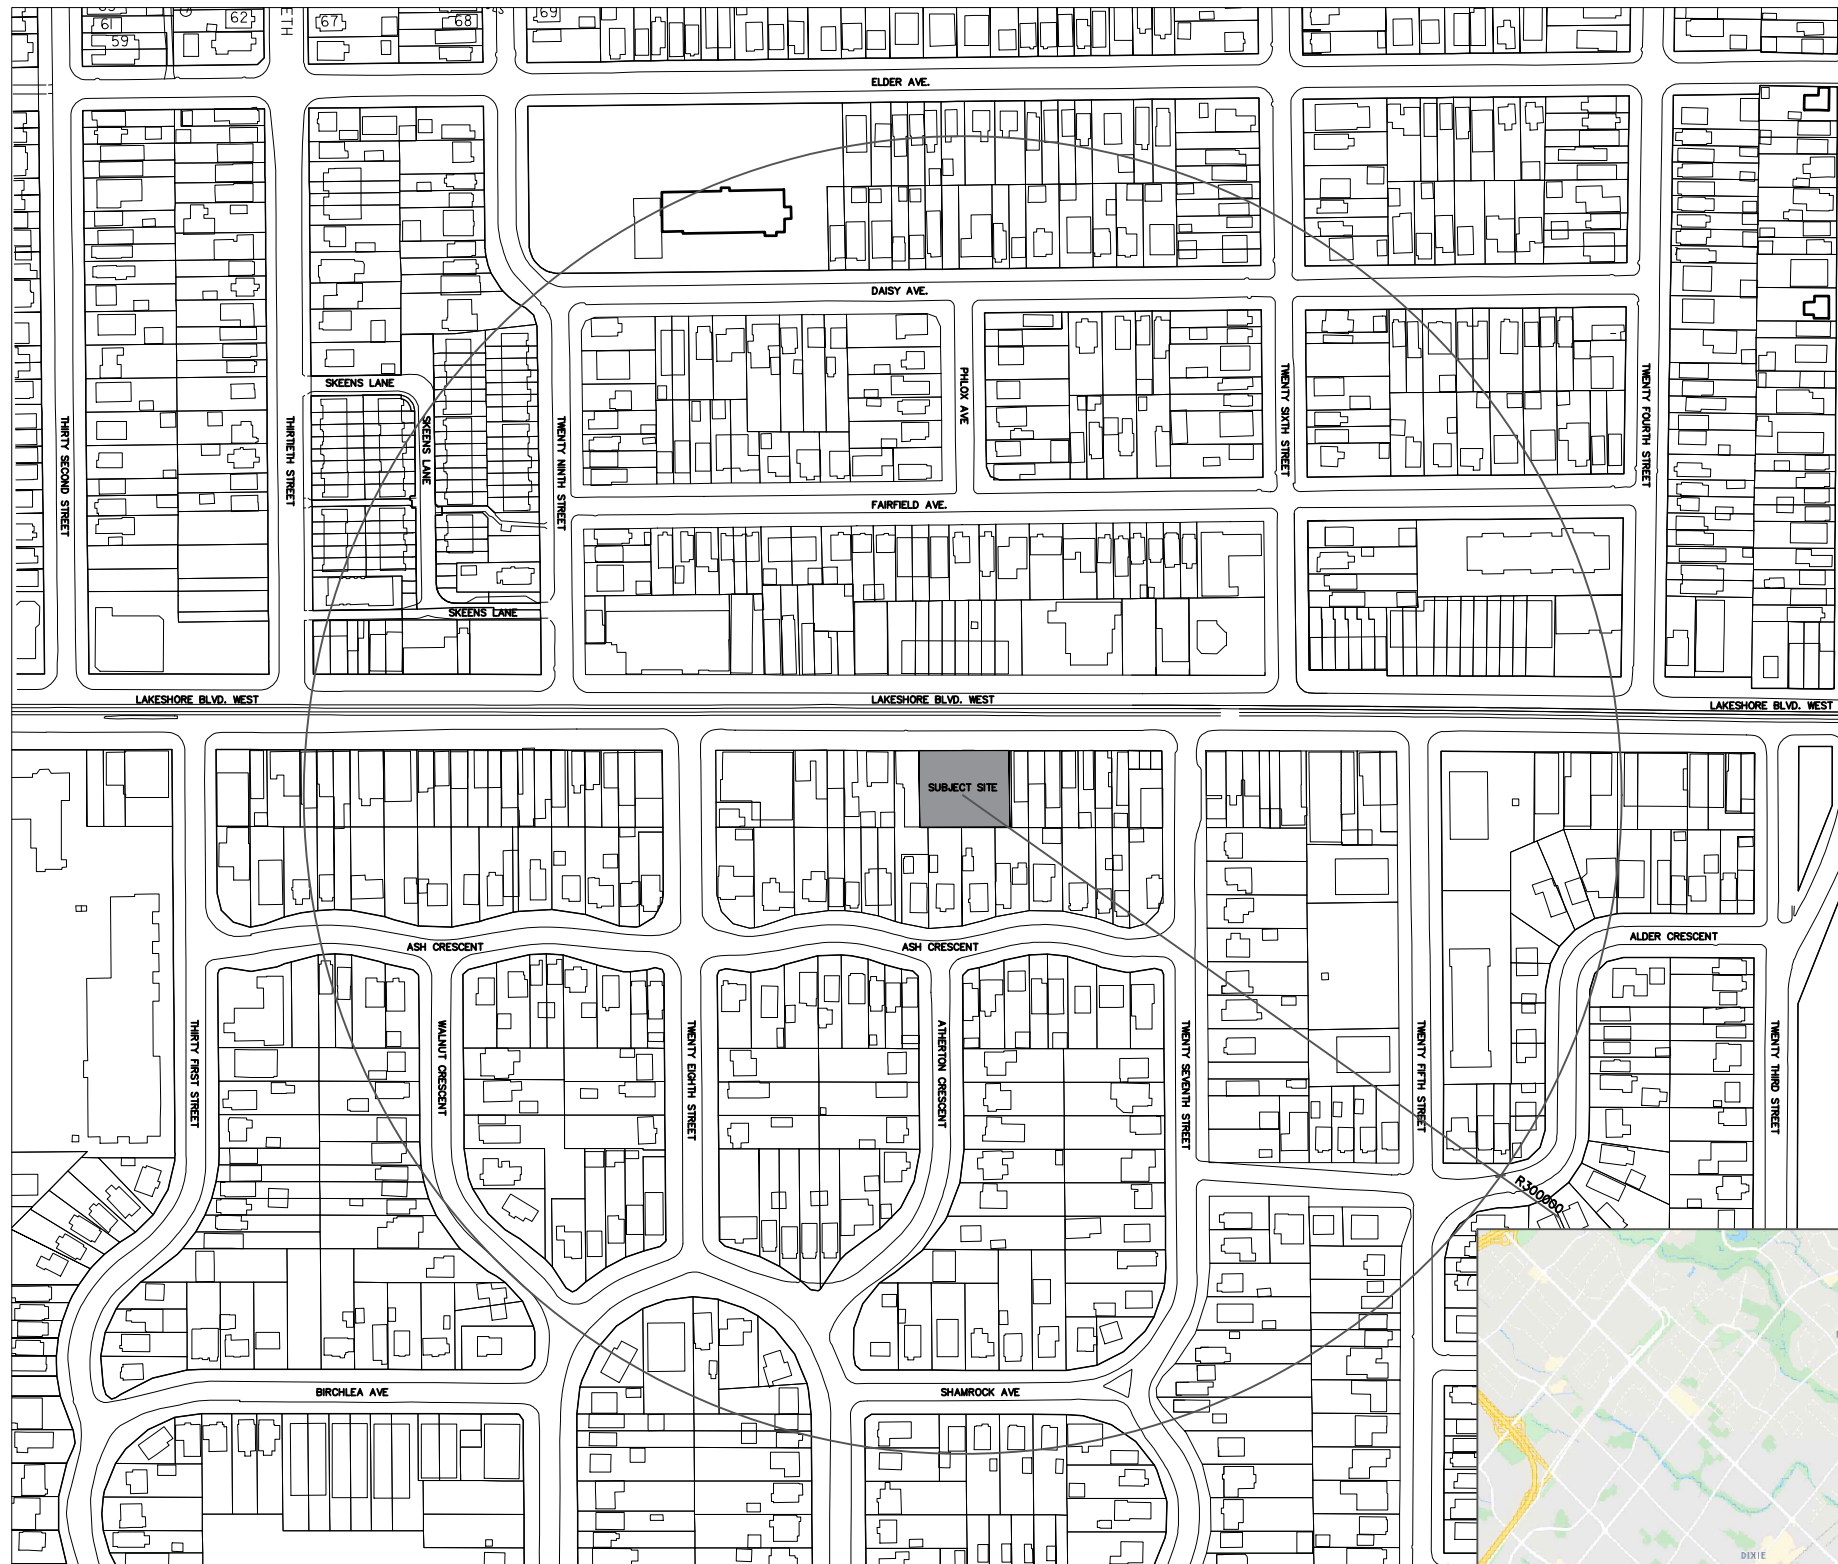 62
67
68
69
6
59
ETH
ELDER AVE.
DAISY AVE.
SKEENS LANE
SKEENS LANE
PHLOX AVE
TWENTY SIXTH STREET
TWENTY FOURTH STREET
THIRTY SECOND STREET
THIRTIETH STREET
TWENTY NINTH STREET
FAIRFIELD AVE.
SKEENS LANE
LAKESHORE BLVD. WEST
LAKESHORE BLVD. WEST
LAKESHORE BLVD. WEST
SUBJECT SITE
ASH CRESCENT
ASH CRESCENT
ALDER CRESCENT
THIRTY FIRST STREET
WALNUT CRESCENT
TWENTY EIGHTH STREET
ATHERTON CRESCENT
TWENTY SEVENTH STREET
TWENTY FIFTH STREET
TWENTY THIRD STREET
BIRCHLEA AVE
SHAMROCK AVE
DIXIE